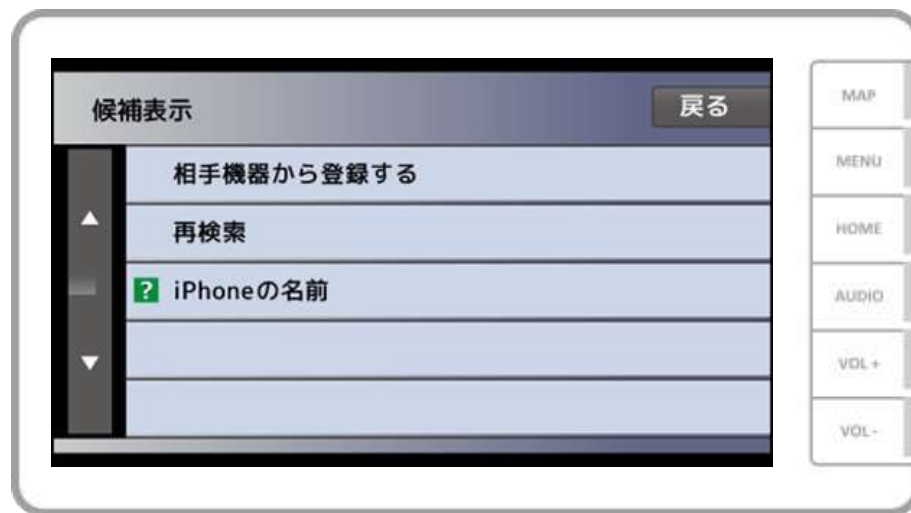 候補表示
戻る
相手機器から登録する
再検索
? iPhoneの名前
MAP
MENU
HOME
AUDIO
VOL +
VOL -